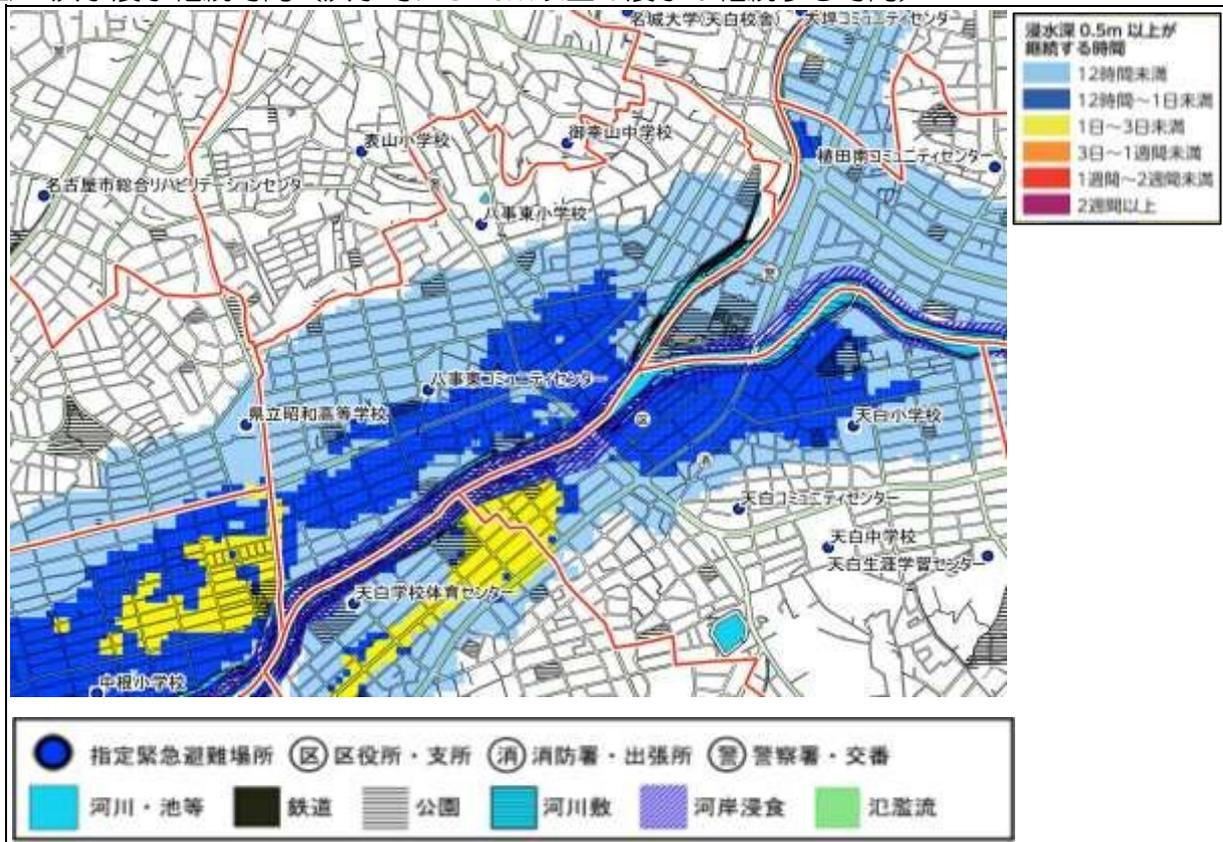 名城大学(天白校舎)
大坪コミュニティセンター
浸水深 0.5m 以上が
継続する時間
12時間未満
12時間～1日未満
1日～3日未満
3日～1週間未満
1週間～2週間未満
2週間以上
表山小学校
御幸山中学校
植田南コミュニティセンター
名古屋市総合リハビリテーションセンター
八事東小学校
警
八事東コミュニティセンター
県立昭和高等学校
区
天白小学校
消
天白コミュニティセンター
天白中学校
天白生涯学習センター
天白学校体育センター
中根小学校
指定緊急避難場所 区 区役所・支所 消 消防署・出張所 警 警察署・交番
河川・池等 鉄道 公園 河川敷 河岸浸食 氾濫流